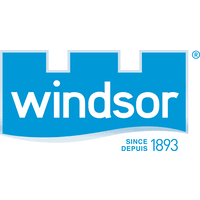 ®
windsor
SINCE
DEPUIS 1893